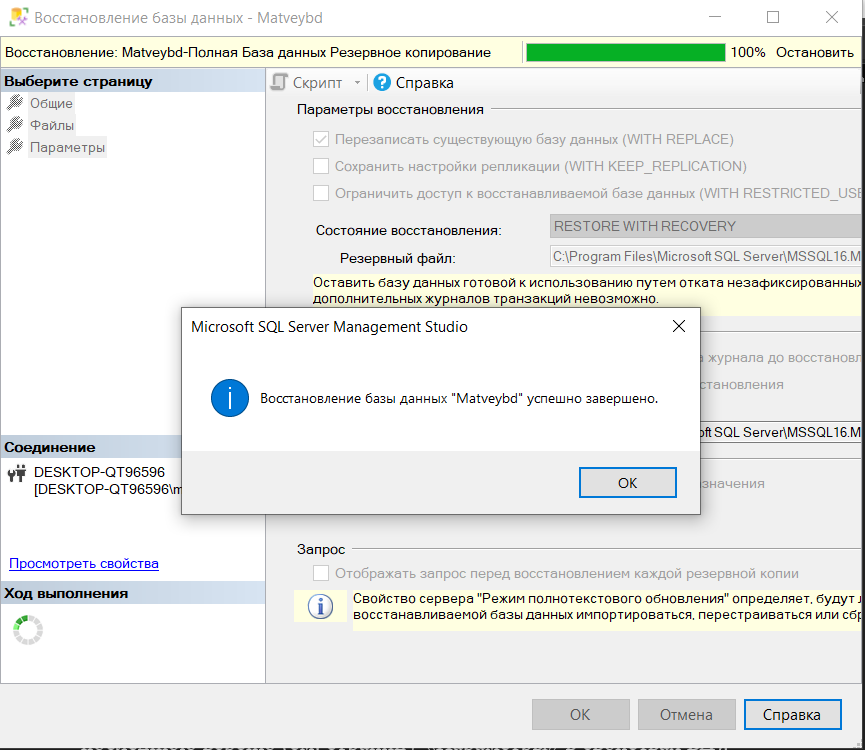 Восстановление базы данных - Matveybd
Восстановление: Matveybd-Полная База данных Резервное копирование
100%
Остановить
Выберите страницу
Общие
Файлы
Параметры
Скрипт
Справка
Параметры восстановления
Перезаписать существующую базу данных (WITH REPLACE)
Сохранить настройки репликации (WITH KEEP_REPLICATION)
Ограничить доступ к восстанавливаемой базе данных (WITH RESTRICTED_USE
Состояние восстановления:
RESTORE WITH RECOVERY
Резервный файл:
C:\Program Files\Microsoft SQL Server\MSSQL16.M
Оставить базу данных готовой к использованию путем отката незафиксированных
дополнительных журналов транзакций невозможно.
Microsoft SQL Server Management Studio
Восстановление базы данных "Matveybd" успешно завершено.
OK
а журнала до восстановл
становления
oft SQL Server\MSSQL16.M
значения
Соединение
DESKTOP-QT96596
[DESKTOP-QT96596\m
Просмотреть свойства
Ход выполнения
Запрос
Отображать запрос перед восстановлением каждой резервной копии
Свойство сервера "Режим полнотекстового обновления" определяет, будут л
восстанавливаемой базы данных импортироваться, перестраиваться или сбр
OK
Отмена
Справка